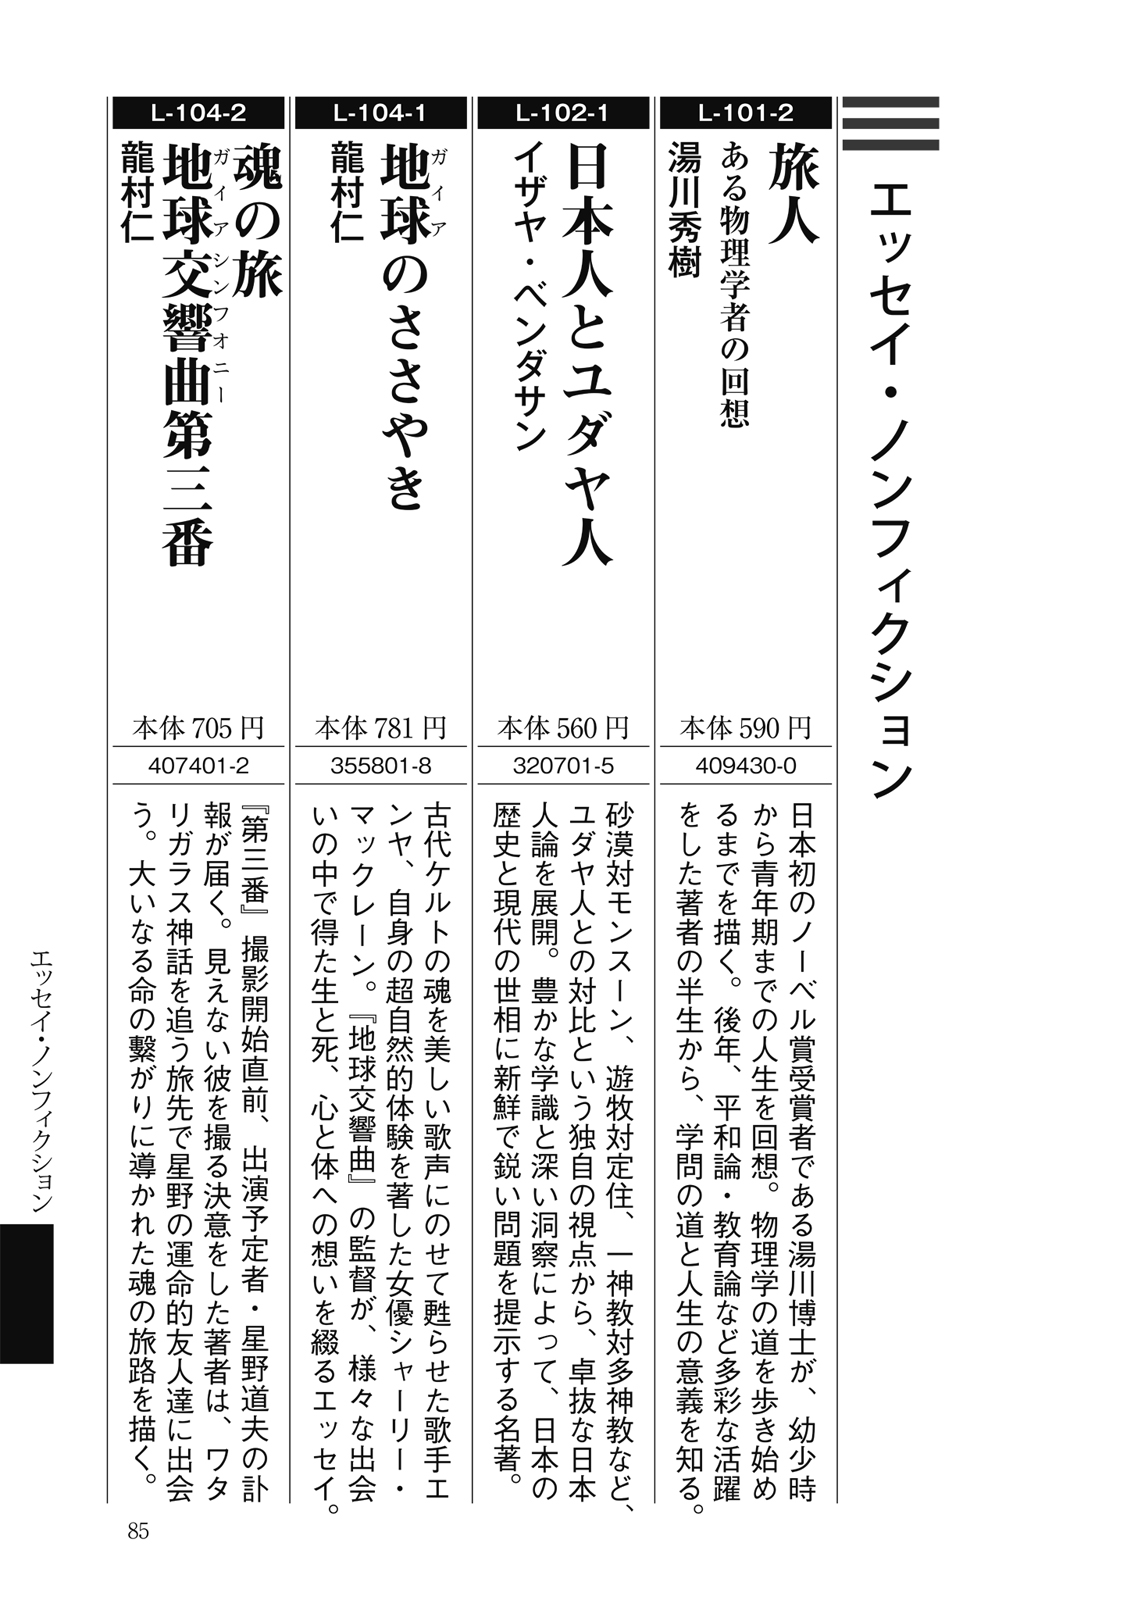 エッセイ・ノンフィクション
L-101-2
旅人
ある物理学者の回想
湯川秀樹
本体 590 円
409430-0
日本初のノーベル賞受賞者である湯川博士が、幼少時
から青年期までの人生を回想。物理学の道を歩き始め
るまでを描く。後年、平和論・教育論など多彩な活躍
をした著者の半生から、学問の道と人生の意義を知る。
L-102-1
日本人とユダヤ人
イザヤ・ベンダサン
本体 560 円
320701-5
砂漠対モンスーン、遊牧対定住、一神教対多神教など、
ユダヤ人との対比という独自の視点から、卓抜な日本
人論を展開。豊かな学識と深い洞察によって、日本の
歴史と現代の世相に新鮮で鋭い問題を提示する名著。
L-104-1
地球のささやき
ガイア
龍村仁
本体 781 円
355801-8
古代ケルトの魂を美しい歌声にのせて甦らせた歌手エ
ンヤ、自身の超自然的体験を著した女優シャーリー・
マックレーン。『地球交響曲』の監督が、様々な出会
いの中で得た生と死、心と体への想いを綴るエッセイ。
L-104-2
魂の旅
地球交響曲第三番
ガイアシンフォニー
龍村仁
本体 705 円
407401-2
『第三番』撮影開始直前、出演予定者・星野道夫の訃
報が届く。見えない彼を撮る決意をした著者は、ワタ
リガラス神話を追う旅先で星野の運命的友人達に出会
う。大いなる命の繋がりに導かれた魂の旅路を描く。
エッセイ・ノンフィクション
85